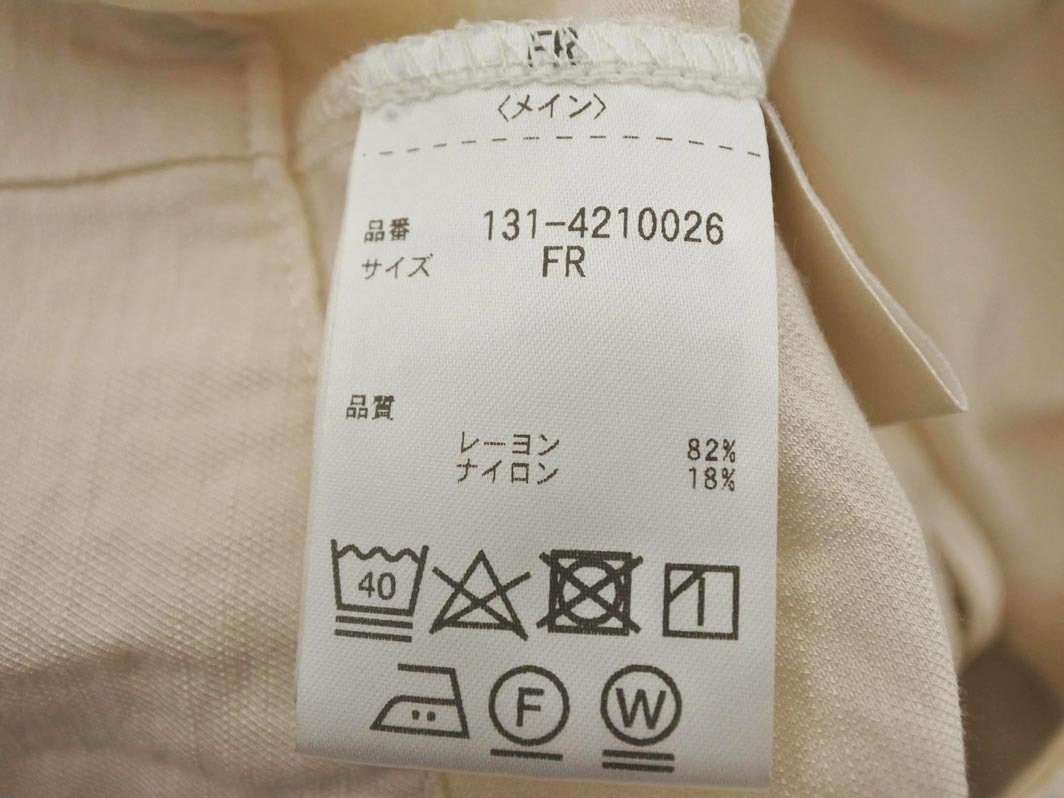 FR
〈メイン〉
品番 131-4210026
サイズ FR
品質
レーヨン 82%
ナイロン 18%
40
F
W